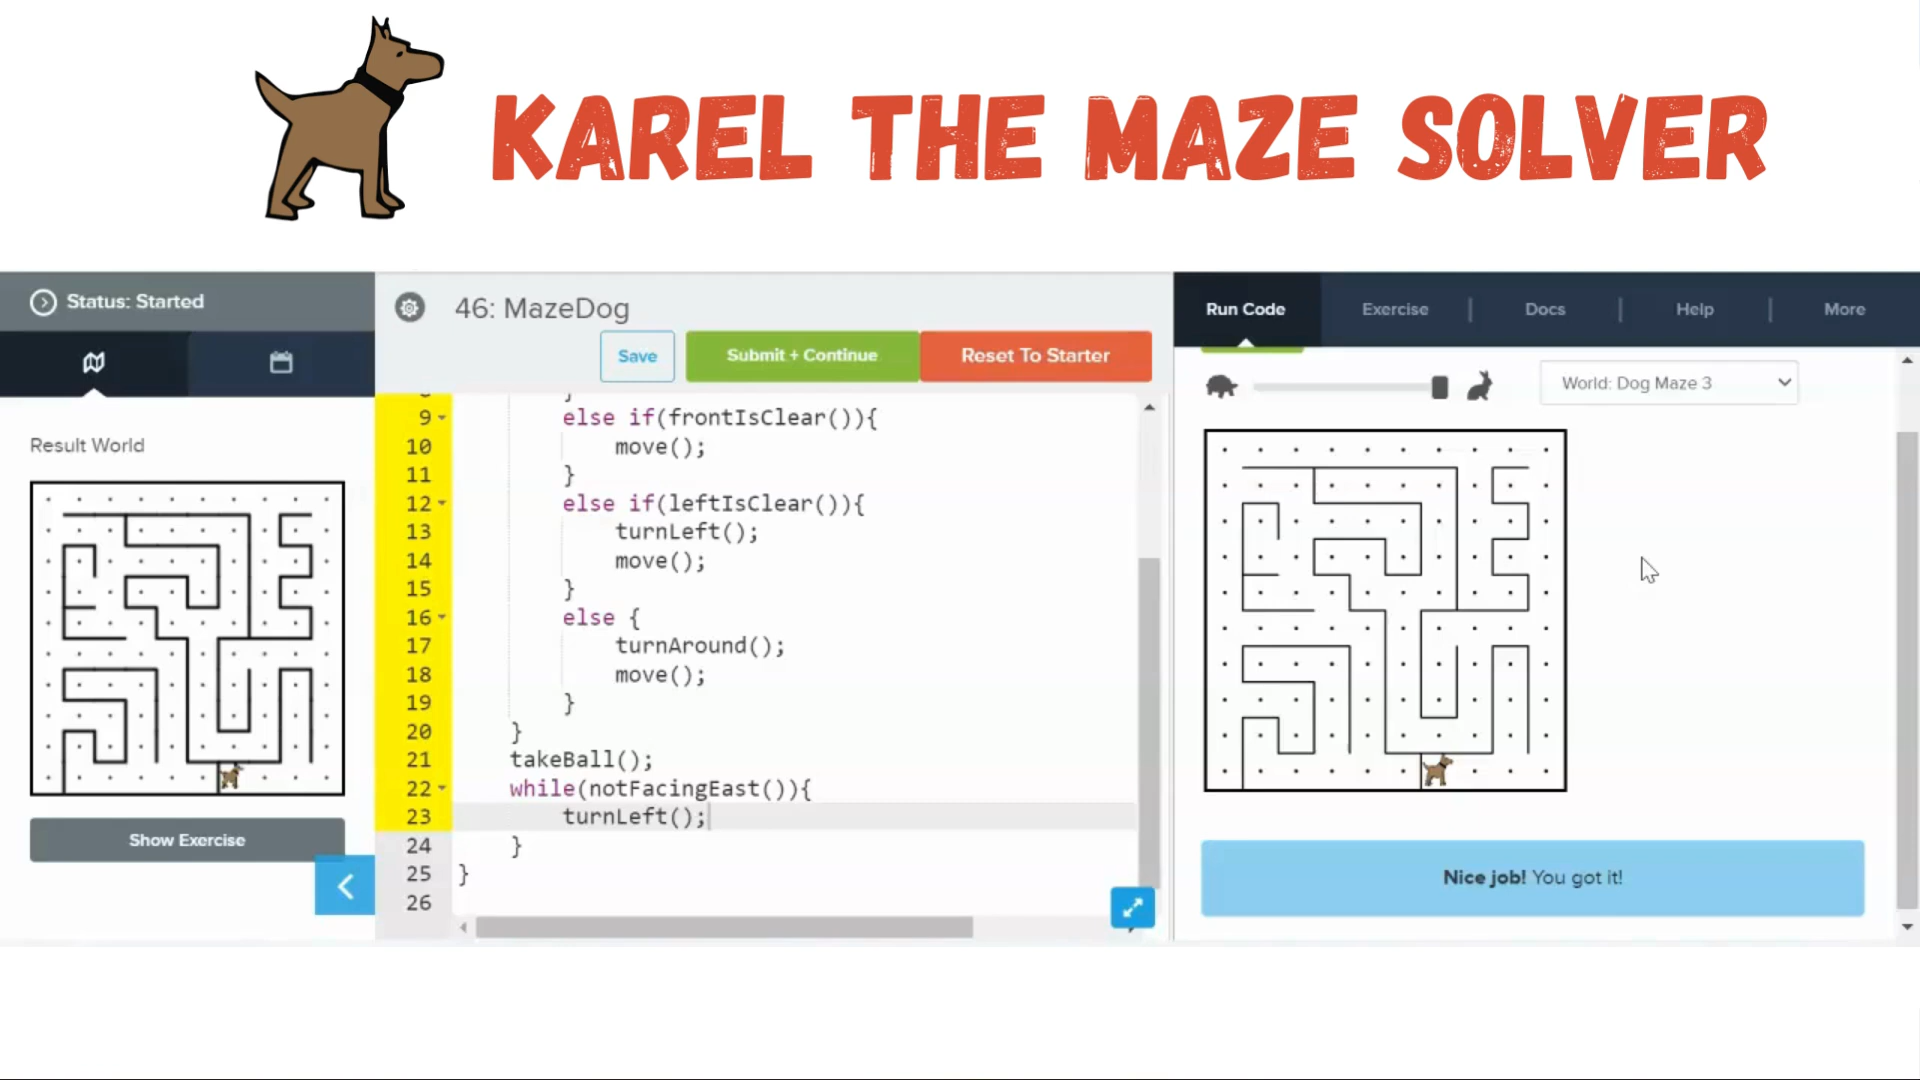 KAREL THE MAZE SOLVER
Status: Started
Result World
Show Exercise
46: MazeDog
Save
Submit + Continue
Reset To Starter
}
9 else if(frontIsClear()){
10 move();
11 }
12 else if(leftIsClear()){
13 turnLeft();
14 move();
15 }
16 else {
17 turnAround();
18 move();
19 }
20 }
21 takeBall();
22 while(notFacingEast()){
23 turnLeft();
24 }
25 }
26
Run Code
Exercise
Docs
Help
More
World: Dog Maze 3
Nice job! You got it!